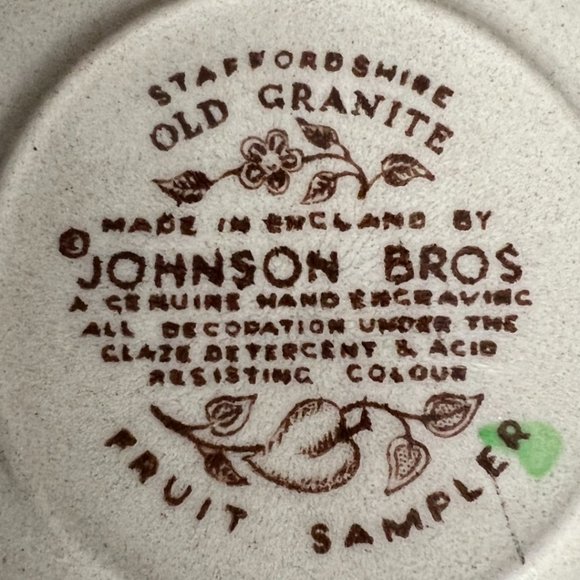 STAFFORDSHIRE
OLD GRANITE
MADE IN ENGLAND BY
© JOHNSON BROS
A GENUINE HAND ENGRAVING
ALL DECORATION UNDER THE
GLAZE DETERGENT & ACID
RESISTING COLOUR
FRUIT SAMPLER